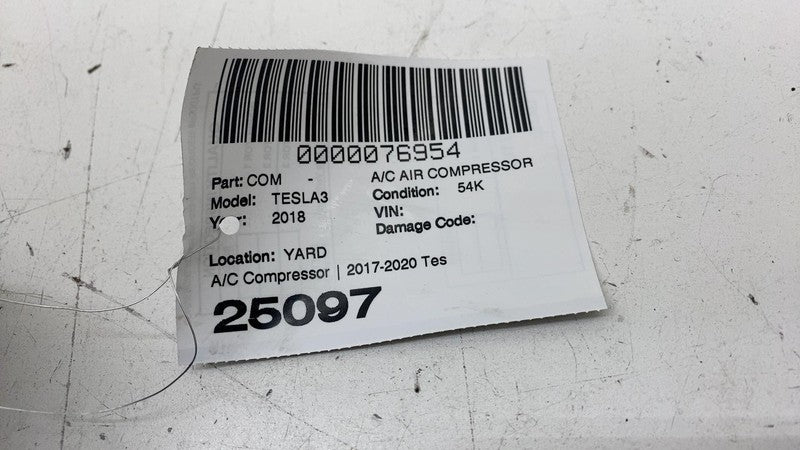 0000076954
Part: COM - A/C AIR COMPRESSOR
Model: TESLA3 Condition: 54K
2018 VIN:
Damage Code:
Location: YARD
A/C Compressor | 2017-2020 Tes
25097